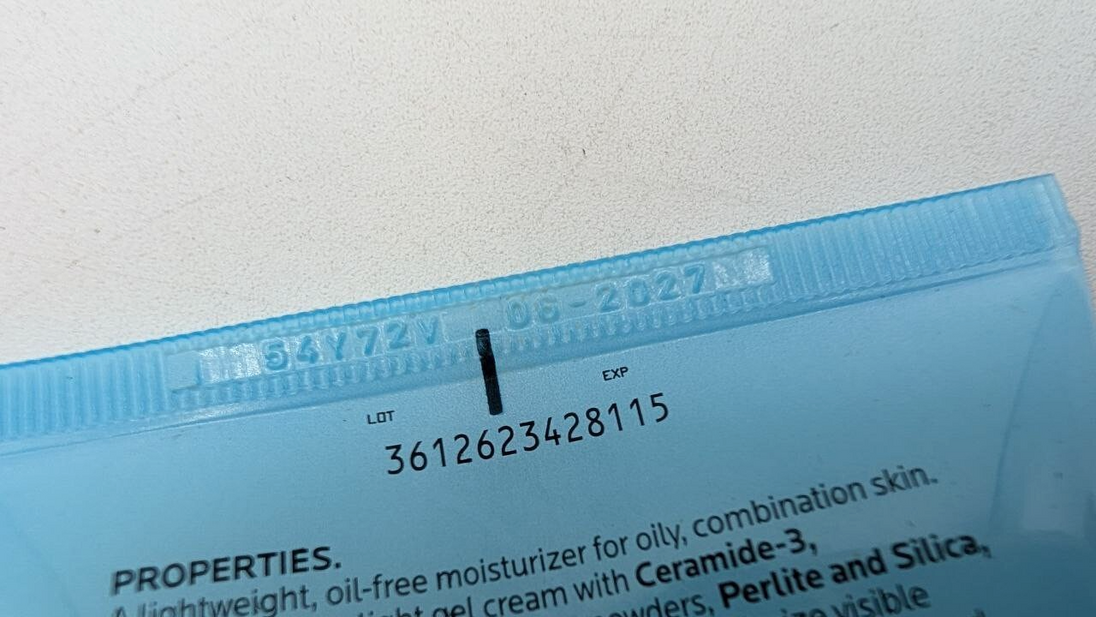 54Y72V 06-2027
LOT EXP
3612623428115
PROPERTIES.
A lightweight, oil-free moisturizer for oily, combination skin.
gel cream with Ceramide-3,
powders, Perlite and Silica,
visible